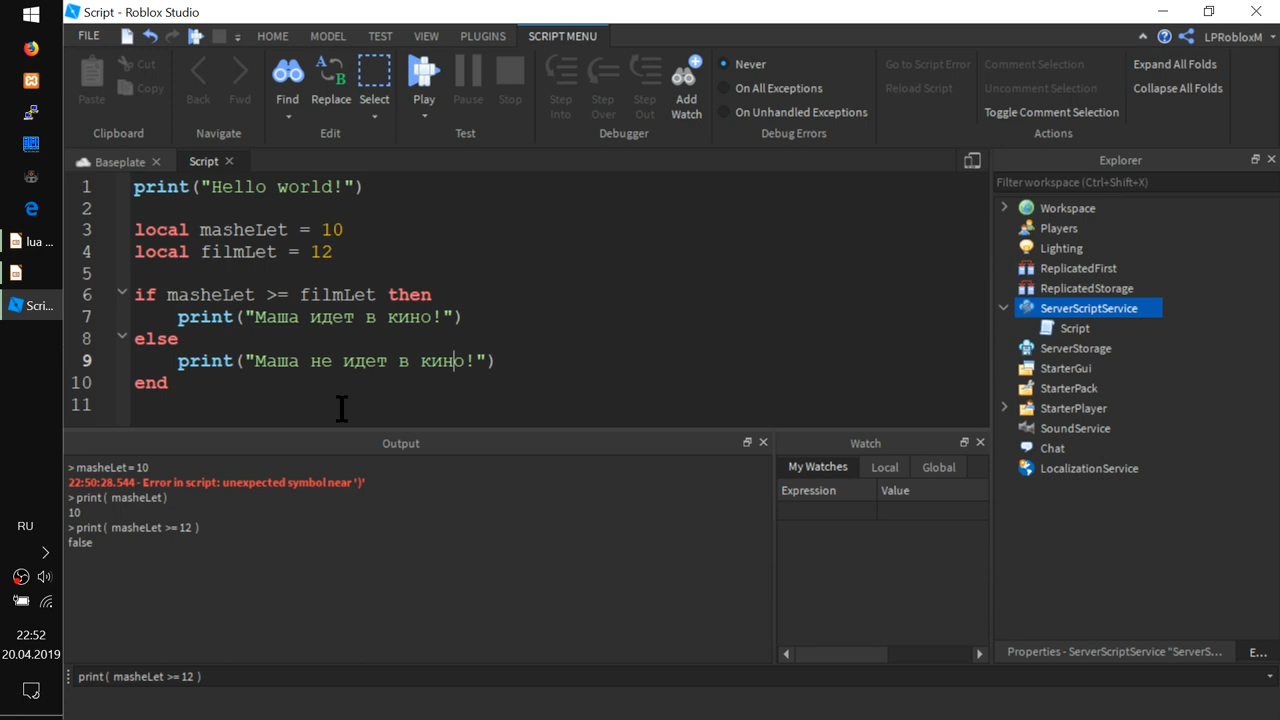 Script - Roblox Studio
FILE HOME MODEL TEST VIEW PLUGINS SCRIPT MENU LPRobloxM
Paste Cut Copy
Clipboard
Back Fwd
Navigate
Find Replace Select
Edit
Play Pause Stop
Test
Step Into Step Over Step Out Add Watch
Debugger
Never
On All Exceptions
On Unhandled Exceptions
Debug Errors
Go to Script Error
Reload Script
Comment Selection
Uncomment Selection
Toggle Comment Selection
Expand All Folds
Collapse All Folds
Actions
Baseplate Script
1 print("Hello world!")
2
3 local masheLet = 10
4 local filmLet = 12
5
6 if masheLet >= filmLet then
7 print("Маша идет в кино!")
8 else
9 print("Маша не идет в кино!")
10 end
11
Explorer
Filter workspace (Ctrl+Shift+X)
Workspace
Players
Lighting
ReplicatedFirst
ReplicatedStorage
ServerScriptService
Script
ServerStorage
StarterGui
StarterPack
StarterPlayer
SoundService
Chat
LocalizationService
Properties - ServerScriptService "ServerS... E...
Output
> masheLet=10
22:50:28.544 - Error in script: unexpected symbol near ')'
> print( masheLet)
10
> print( masheLet >=12 )
false
Watch
My Watches Local Global
Expression Value
print( masheLet >=12 )
lua ...
Scri...
RU
22:52
20.04.2019